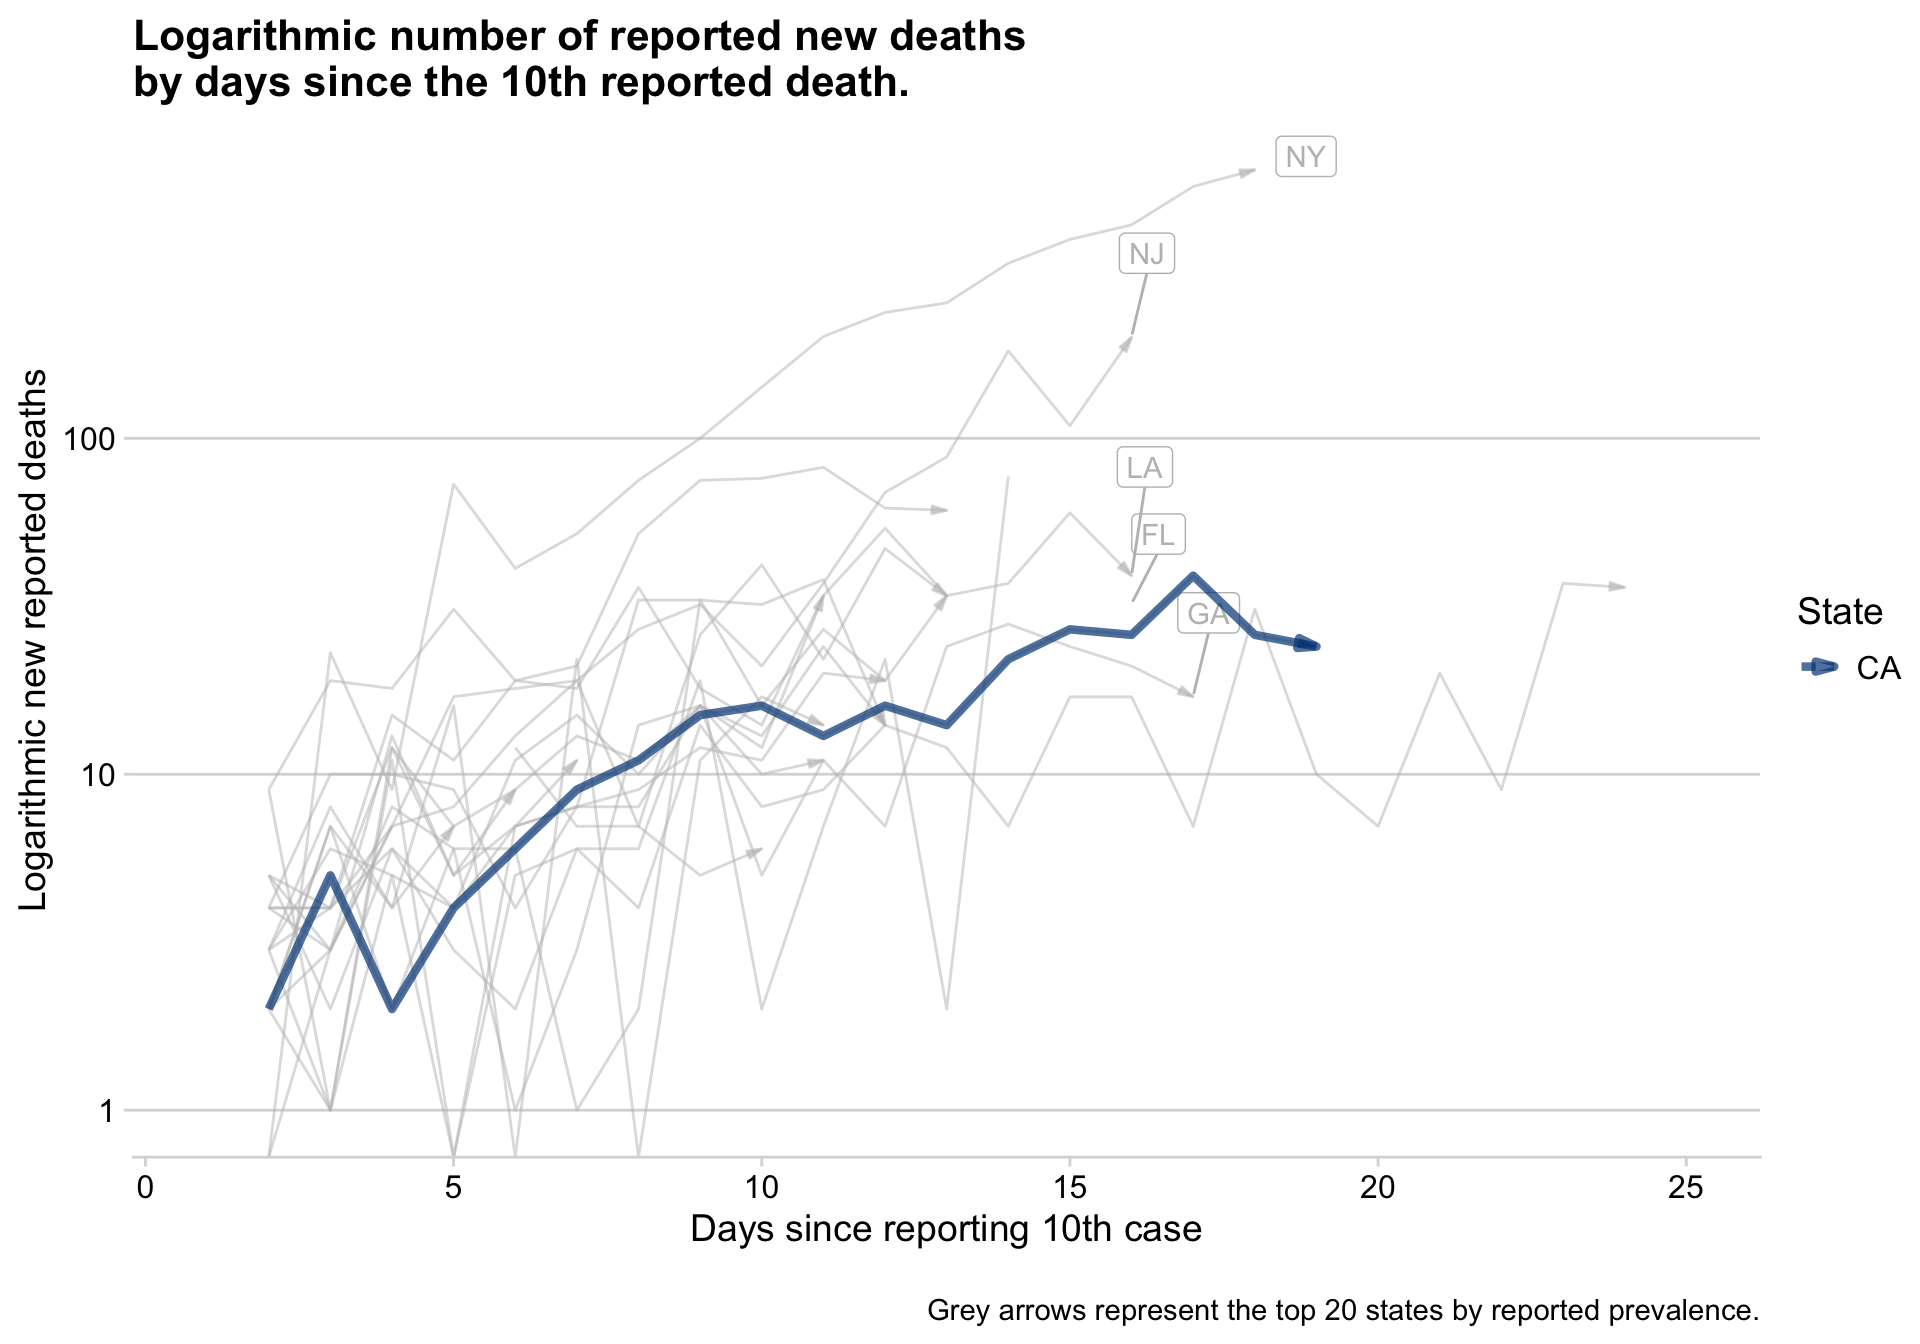 Logarithmic number of reported new deaths
by days since the 10th reported death.
NY
NJ
LA
FL
GA
Logarithmic new reported deaths
100
10
1
0 5 10 15 20 25
Days since reporting 10th case
State
CA
Grey arrows represent the top 20 states by reported prevalence.